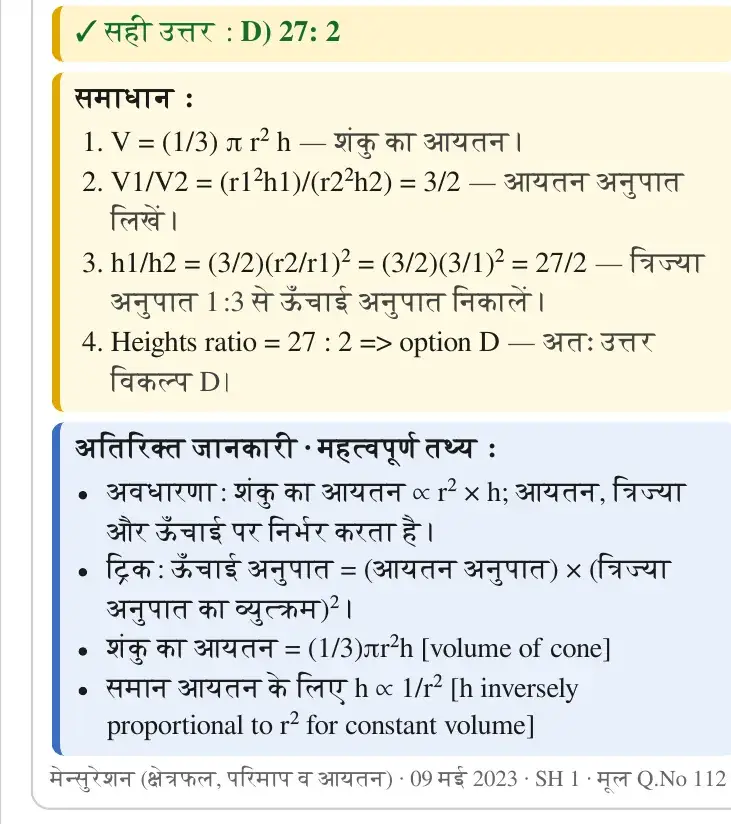 ✓ सही उत्तर : D) 27: 2
समाधान :
1. V = (1/3) π r² h — शंकु का आयतन।
2. V1/V2 = (r1²h1)/(r2²h2) = 3/2 — आयतन अनुपात
लिखें।
3. h1/h2 = (3/2)(r2/r1)² = (3/2)(3/1)² = 27/2 — त्रिज्या
अनुपात 1:3 से ऊँचाई अनुपात निकालें।
4. Heights ratio = 27 : 2 => option D — अतः उत्तर
विकल्प D।
अतिरिक्त जानकारी · महत्वपूर्ण तथ्य :
• अवधारणा: शंकु का आयतन ∝ r² × h; आयतन, त्रिज्या
और ऊँचाई पर निर्भर करता है।
• ट्रिक: ऊँचाई अनुपात = (आयतन अनुपात) × (त्रिज्या
अनुपात का व्युत्क्रम)²।
• शंकु का आयतन = (1/3)πr²h [volume of cone]
• समान आयतन के लिए h ∝ 1/r² [h inversely
proportional to r² for constant volume]
मेन्सुरेशन (क्षेत्रफल, परिमाप व आयतन) · 09 मई 2023 · SH 1 · मूल Q.No 112